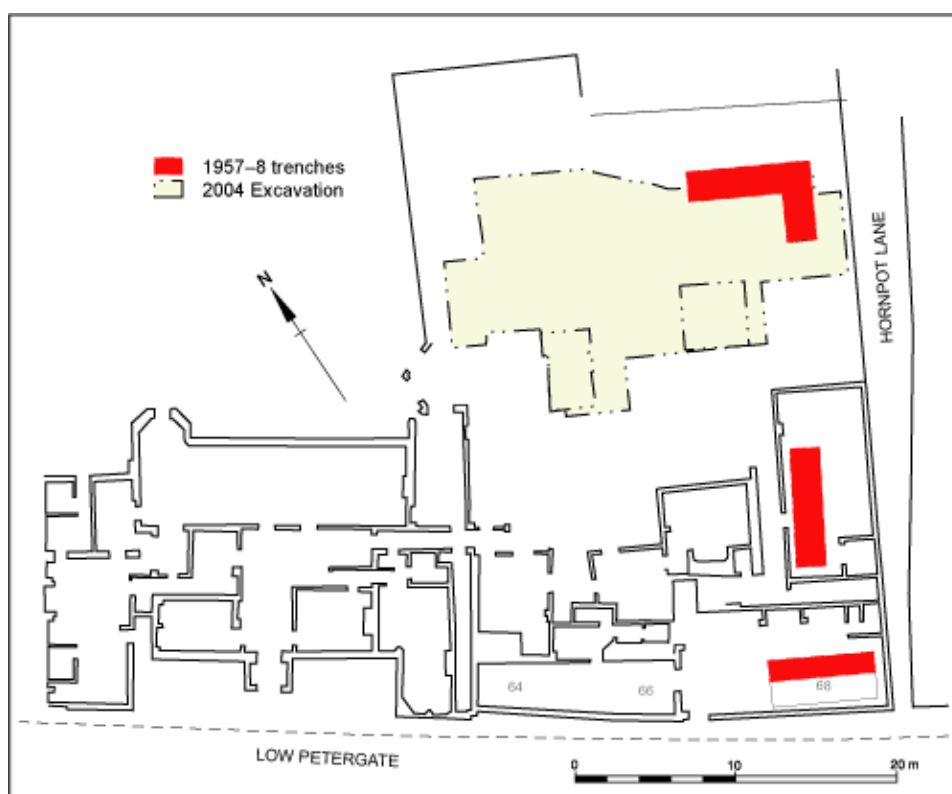 1957–8 trenches
2004 Excavation
N
HORNPOT LANE
64
66
68
LOW PETERGATE
0
10
20 m